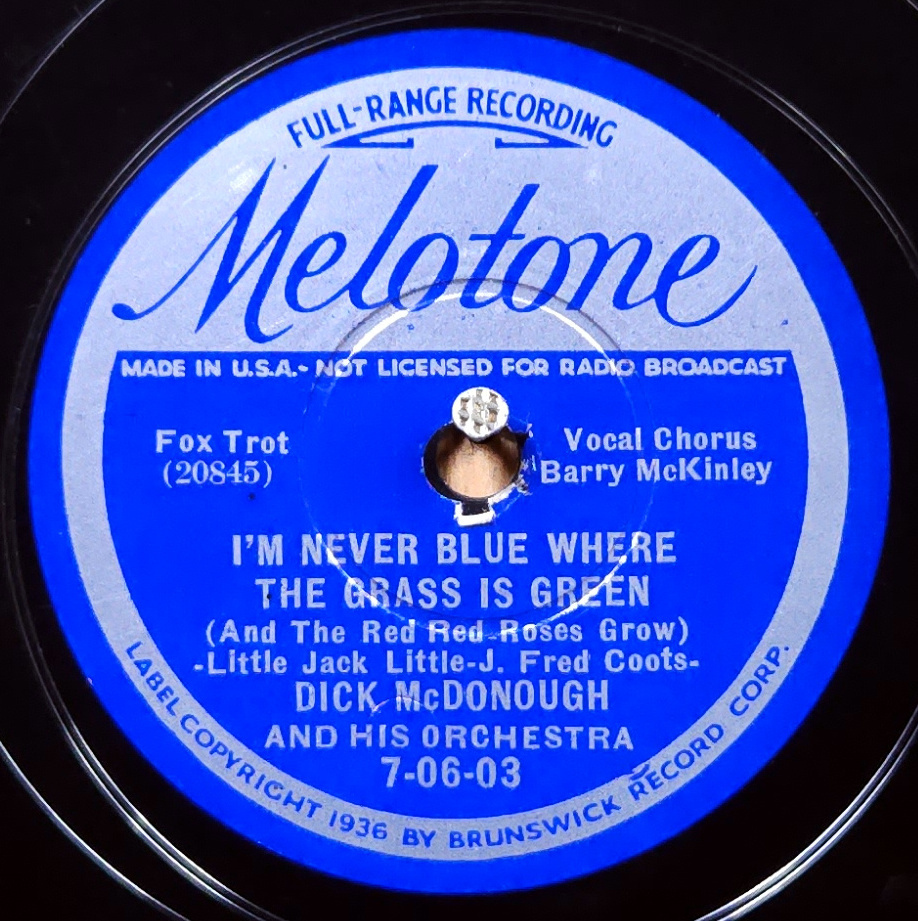 FULL-RANGE RECORDING
Melotone
MADE IN U.S.A.- NOT LICENSED FOR RADIO BROADCAST
Fox Trot
(20845)
Vocal Chorus
Barry McKinley
I'M NEVER BLUE WHERE
THE GRASS IS GREEN
(And The Red Red Roses Grow)
-Little Jack Little-J. Fred Coots-
DICK McDONOUGH
AND HIS ORCHESTRA
7-06-03
LABEL COPYRIGHT 1936 BY BRUNSWICK RECORD CORP.